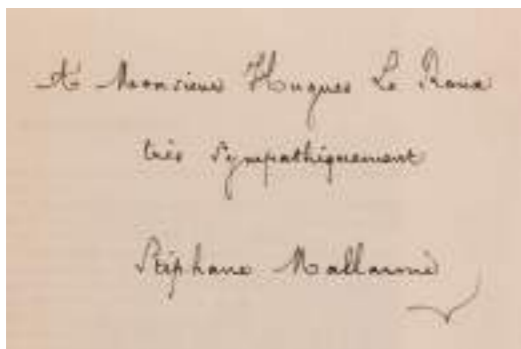 A Monsieur Hugues Le Roux
très sympathiquement
Stéphane Mallarmé